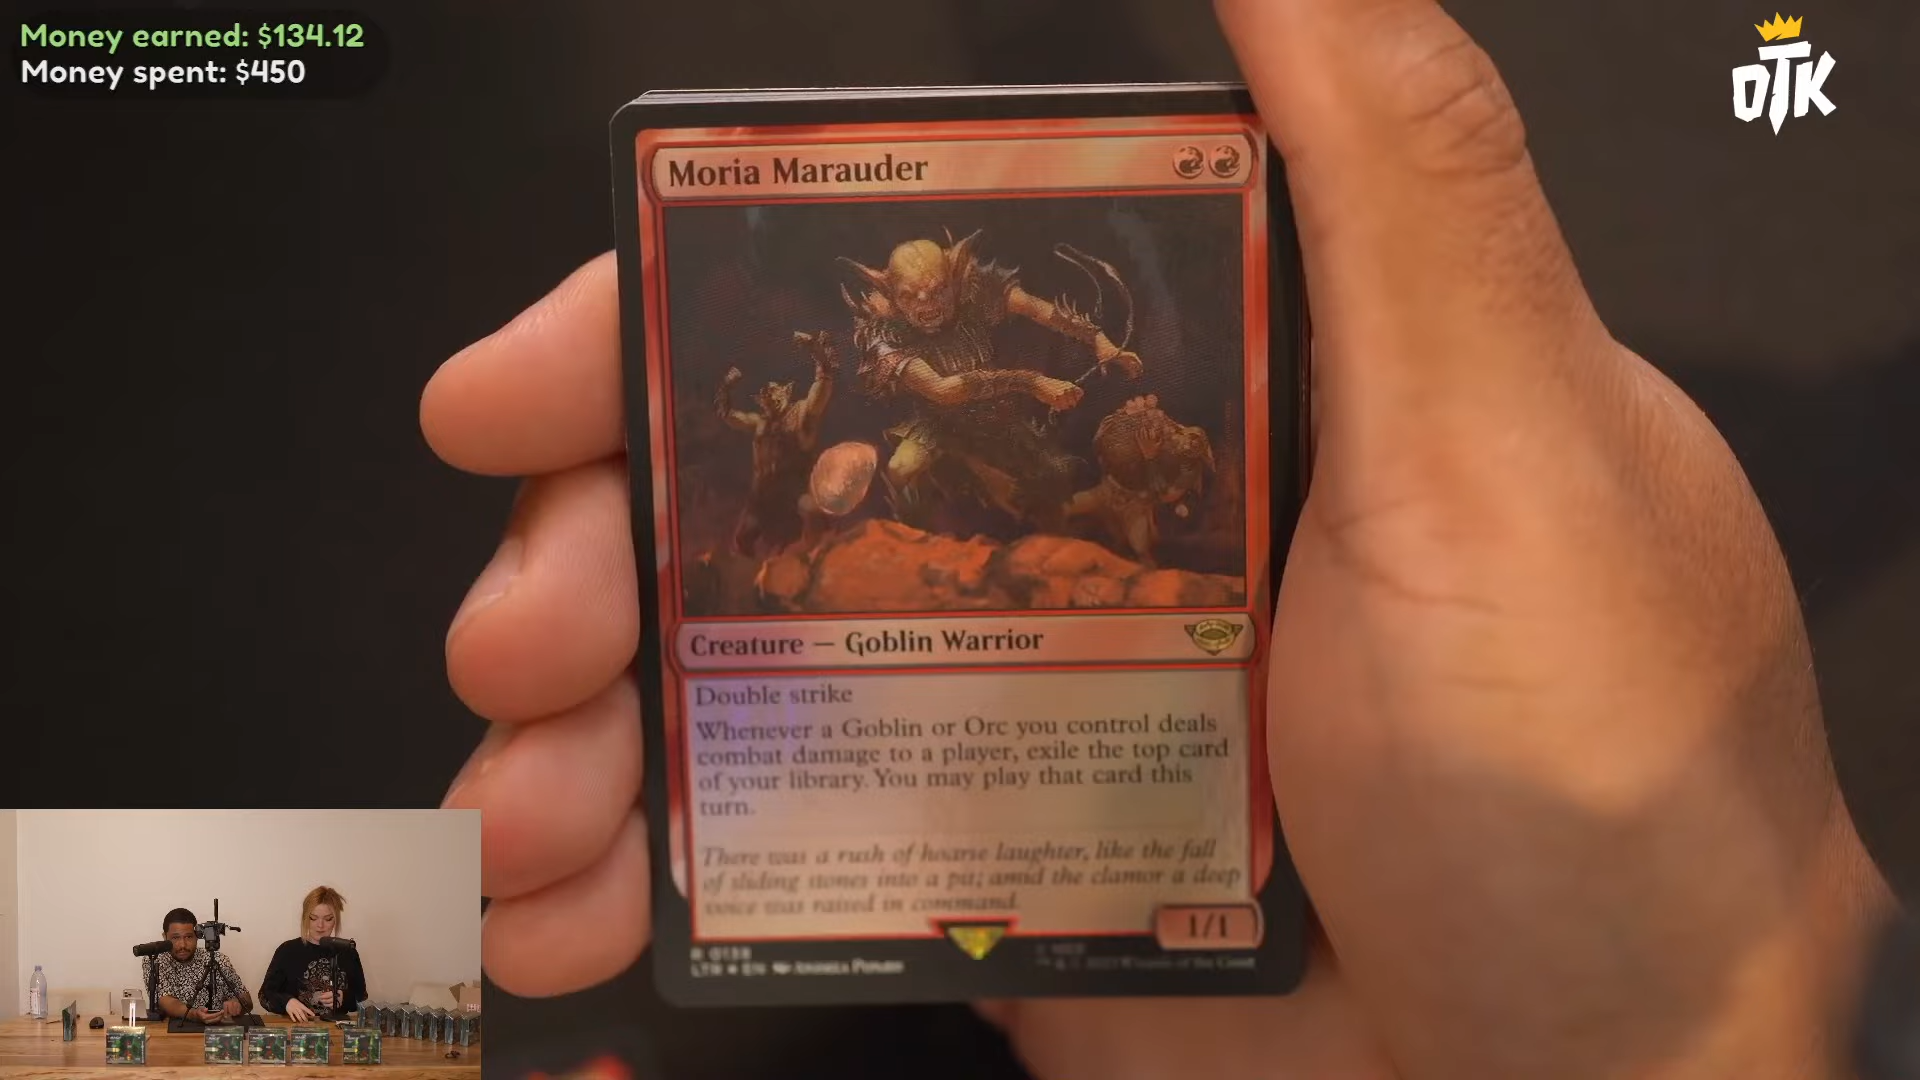 Money earned: $134.12
Money spent: $450
OTK
Moria Marauder
Creature — Goblin Warrior
Double strike
Whenever a Goblin or Orc you control deals
combat damage to a player, exile the top card
of your library. You may play that card this
turn.
There was a rush of hoarse laughter, like the fall
of sliding stones into a pit; amid the clamor a deep
voice was raised in command.
1/1
LTR EN